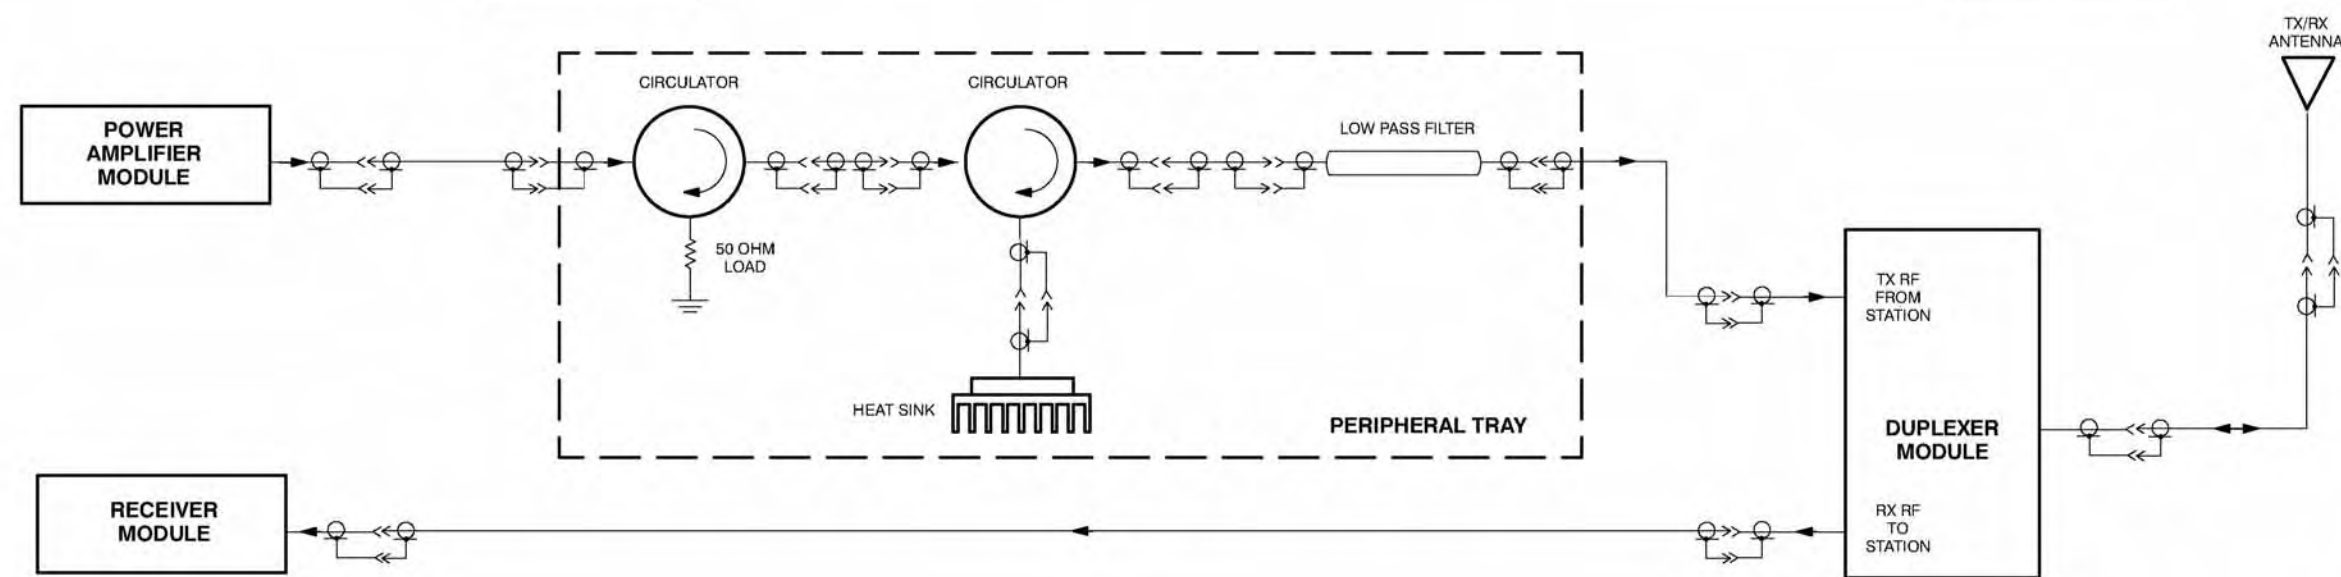 TX/RX
ANTENNA
CIRCULATOR
CIRCULATOR
POWER
AMPLIFIER
MODULE
LOW PASS FILTER
50 OHM
LOAD
TX RF
FROM
STATION
HEAT SINK
PERIPHERAL TRAY
DUPLEXER
MODULE
RECEIVER
MODULE
RX RF
TO
STATION